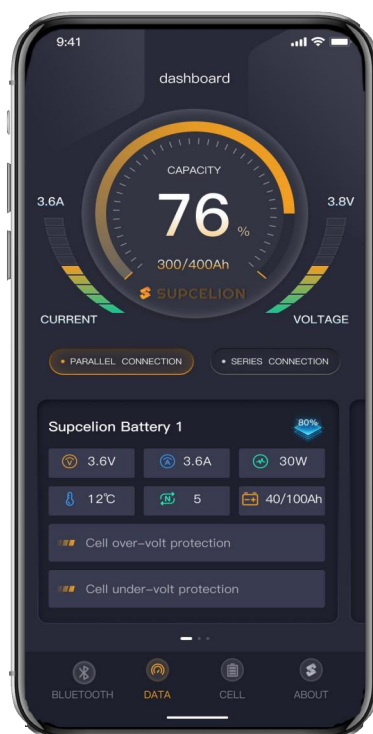 9:41
dashboard
CAPACITY
3.6A
76 %
3.8V
300/400Ah
SUPCELION
CURRENT
VOLTAGE
• PARALLEL CONNECTION
• SERIES CONNECTION
Supcelion Battery 1
80%
V 3.6V
A 3.6A
30W
12℃
N 5
40/100Ah
Cell over-volt protection
Cell under-volt protection
BLUETOOTH
DATA
CELL
ABOUT